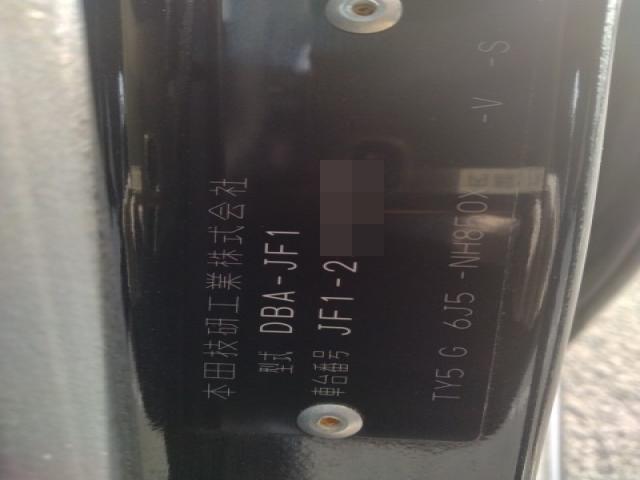 本田技研工業株式会社
型式 DBA-JF1
車台番号 JF1-2
TY5 G 6J5 -NH850X -V -S